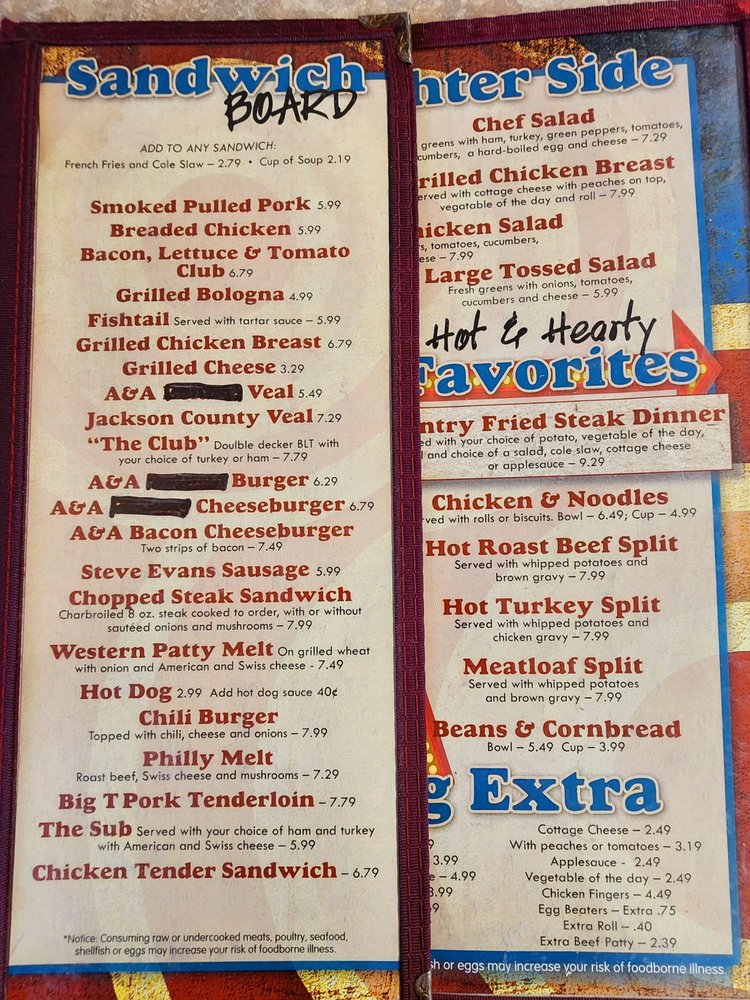 Sandwich
BOARD
ADD TO ANY SANDWICH:
French Fries and Cole Slaw – 2.79 • Cup of Soup 2.19
Smoked Pulled Pork 5.99
Breaded Chicken 5.99
Bacon, Lettuce & Tomato
Club 6.79
Grilled Bologna 4.99
Fishtail Served with tartar sauce – 5.99
Grilled Chicken Breast 6.79
Grilled Cheese 3.29
A&A Veal 5.49
Jackson County Veal 7.29
"The Club" Doulble decker BLT with
your choice of turkey or ham – 7.79
A&A Burger 6.29
A&A Cheeseburger 6.79
A&A Bacon Cheeseburger
Two strips of bacon – 7.49
Steve Evans Sausage 5.99
Chopped Steak Sandwich
Charbroiled 8 oz. steak cooked to order, with or without
sautéed onions and mushrooms – 7.99
Western Patty Melt On grilled wheat
with onion and American and Swiss cheese - 7.49
Hot Dog 2.99 Add hot dog sauce 40¢
Chili Burger
Topped with chili, cheese and onions – 7.99
Philly Melt
Roast beef, Swiss cheese and mushrooms – 7.29
Big T Pork Tenderloin – 7.79
The Sub Served with your choice of ham and turkey
with American and Swiss cheese – 5.99
Chicken Tender Sandwich – 6.79
*Notice: Consuming raw or undercooked meats, poultry, seafood,
shellfish or eggs may increase your risk of foodborne illness.
hter Side
Chef Salad
greens with ham, turkey, green peppers, tomatoes,
cumbers, a hard-boiled egg and cheese – 7.29
rilled Chicken Breast
erved with cottage cheese with peaches on top,
vegatable of the day and roll – 7.99
hicken Salad
s, tomatoes, cucumbers,
ese – 7.99
Large Tossed Salad
Fresh greens with onions, tomatoes,
cucumbers and cheese – 5.99
Hot & Hearty
Favorites
ntry Fried Steak Dinner
ed with your choice of potato, vegetable of the day,
l and choice of a salad, cole slaw, cottage cheese
or applesauce – 9.29
Chicken & Noodles
rved with rolls or biscuits. Bowl – 6.49; Cup – 4.99
Hot Roast Beef Split
Served with whipped potatoes and
brown gravy – 7.99
Hot Turkey Split
Served with whipped potatoes and
chicken gravy – 7.99
Meatloaf Split
Served with whipped potatoes
and brown gravy – 7.99
Beans & Cornbread
Bowl – 5.49 Cup – 3.99
g Extra
3.99
e – 4.99
3.99
9
Cottage Cheese – 2.49
With peaches or tomatoes – 3.19
Applesauce - 2.49
Vegetable of the day – 2.49
Chicken Fingers – 4.49
Egg Beaters – Extra .75
Extra Roll – .40
Extra Beef Patty – 2.39
sh or eggs may increase your risk of foodborne illness.